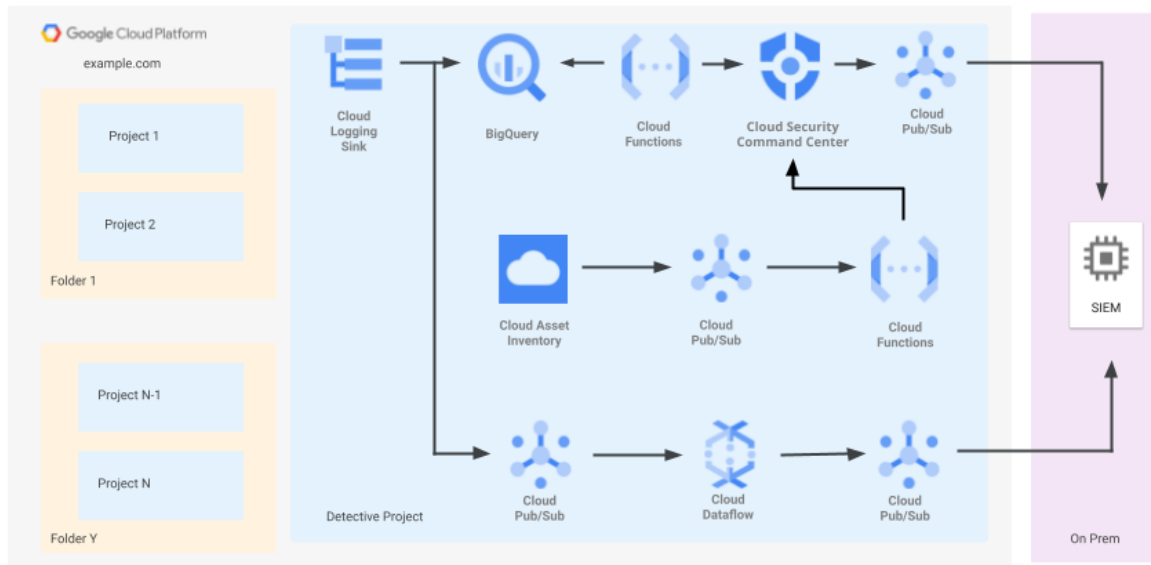 Google Cloud Platform
example.com
Project 1
Project 2
Folder 1
Project N-1
Project N
Folder Y
Cloud
Logging
Sink
BigQuery
Cloud
Functions
Cloud Security
Command Center
Cloud
Pub/Sub
Cloud Asset
Inventory
Cloud
Pub/Sub
Cloud
Functions
Cloud
Pub/Sub
Cloud
Dataflow
Cloud
Pub/Sub
Detective Project
SIEM
On Prem